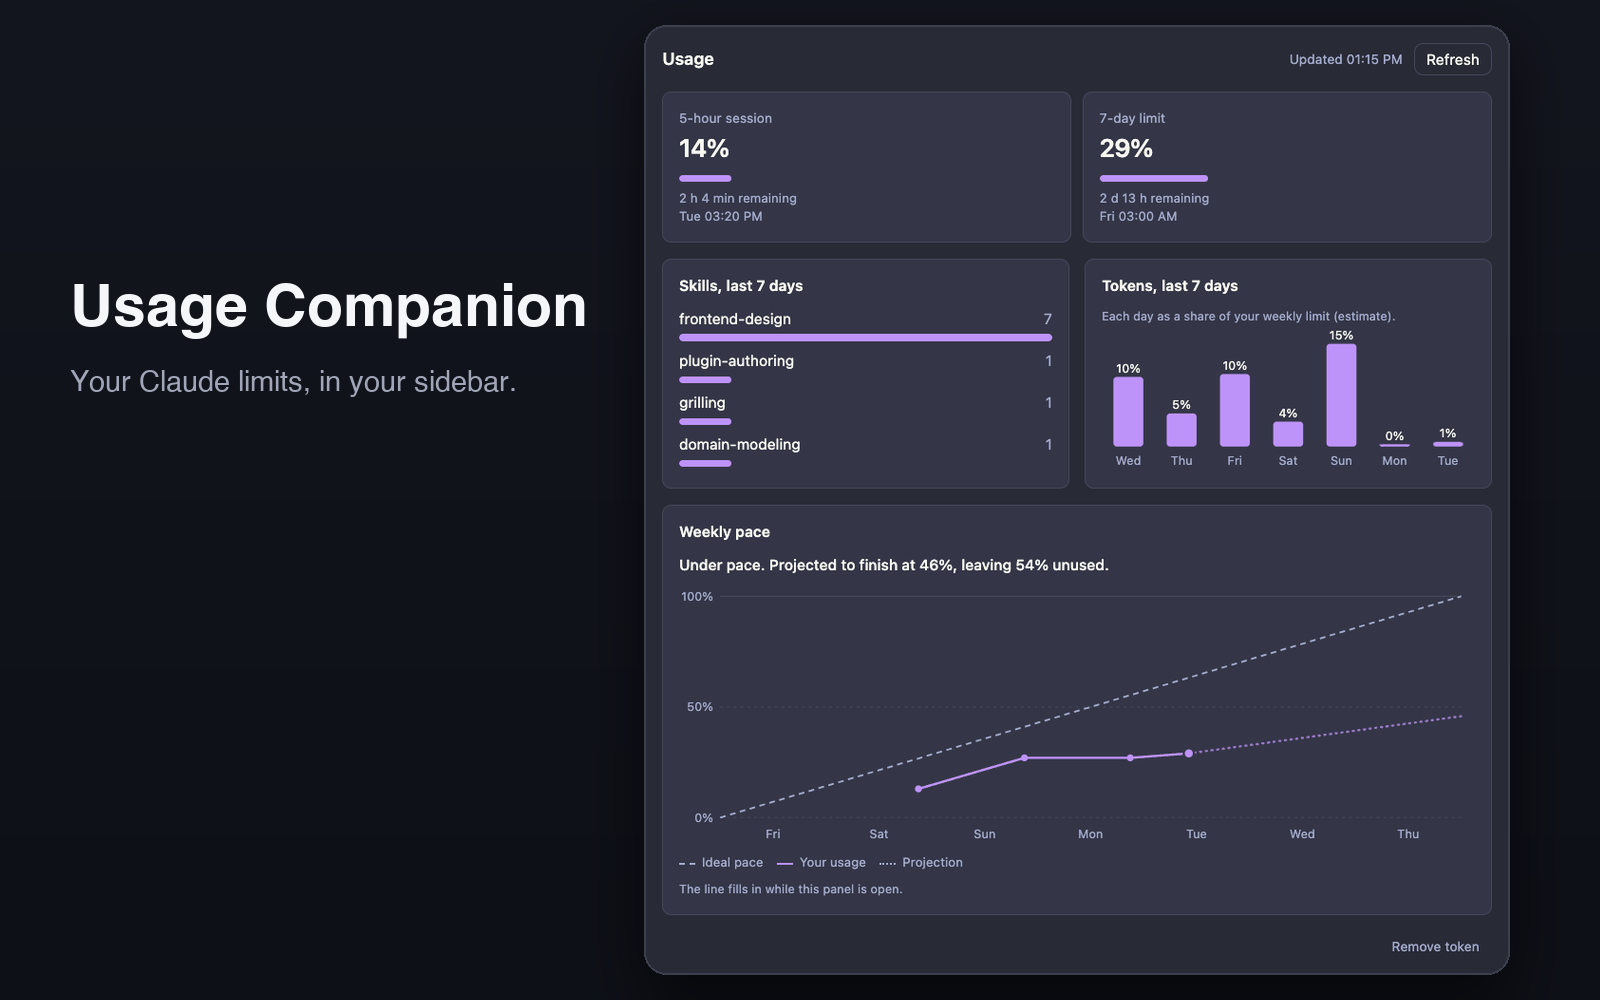 Usage Companion
Your Claude limits, in your sidebar.
Usage
Updated 01:15 PM
Refresh
5-hour session
14%
2 h 4 min remaining
Tue 03:20 PM
7-day limit
29%
2 d 13 h remaining
Fri 03:00 AM
Skills, last 7 days
frontend-design 7
plugin-authoring 1
grilling 1
domain-modeling 1
Tokens, last 7 days
Each day as a share of your weekly limit (estimate).
10% 5% 10% 4% 15% 0% 1%
Wed Thu Fri Sat Sun Mon Tue
Weekly pace
Under pace. Projected to finish at 46%, leaving 54% unused.
100%
50%
0%
Fri Sat Sun Mon Tue Wed Thu
Ideal pace Your usage Projection
The line fills in while this panel is open.
Remove token